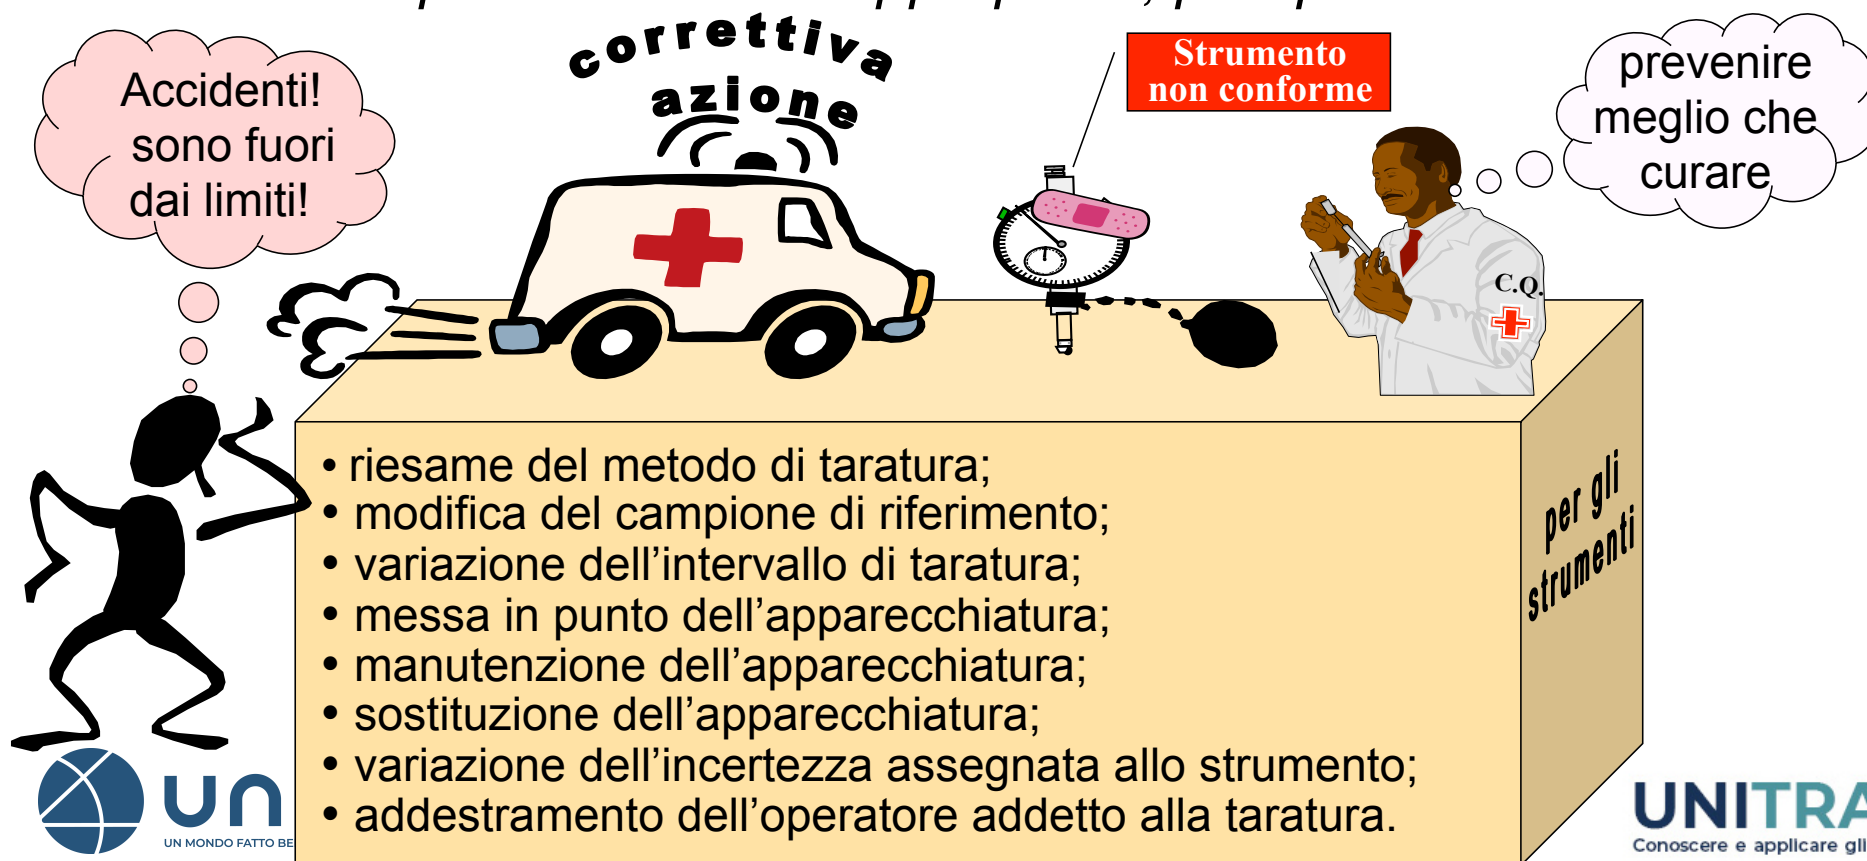 correttiva
azione
Accidenti!
sono fuori
dai limiti!
Strumento
non conforme
prevenire
meglio che
curare
C.Q.
• riesame del metodo di taratura;
• modifica del campione di riferimento;
• variazione dell’intervallo di taratura;
• messa in punto dell’apparecchiatura;
• manutenzione dell’apparecchiatura;
• sostituzione dell’apparecchiatura;
• variazione dell’incertezza assegnata allo strumento;
• addestramento dell’operatore addetto alla taratura.
per gli
strumenti
UN MONDO FATTO
Conoscere e applicare gli